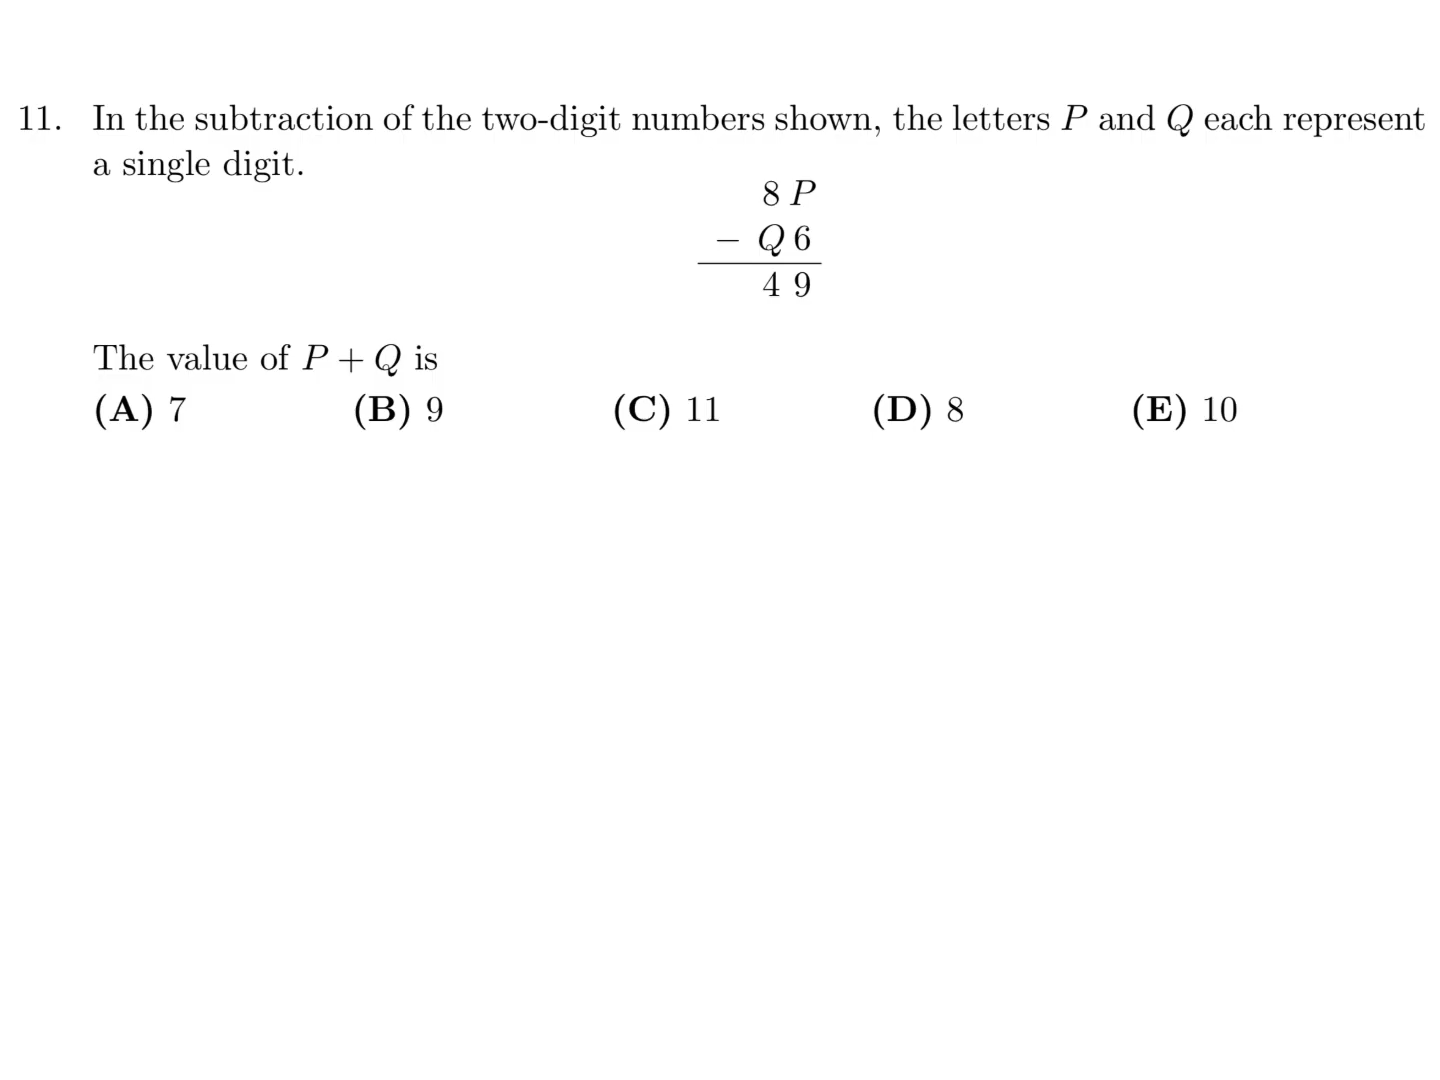 11. In the subtraction of the two-digit numbers shown, the letters P and Q each represent
a single digit.
8 P
− Q 6
4 9
The value of P + Q is
(A) 7 (B) 9 (C) 11 (D) 8 (E) 10